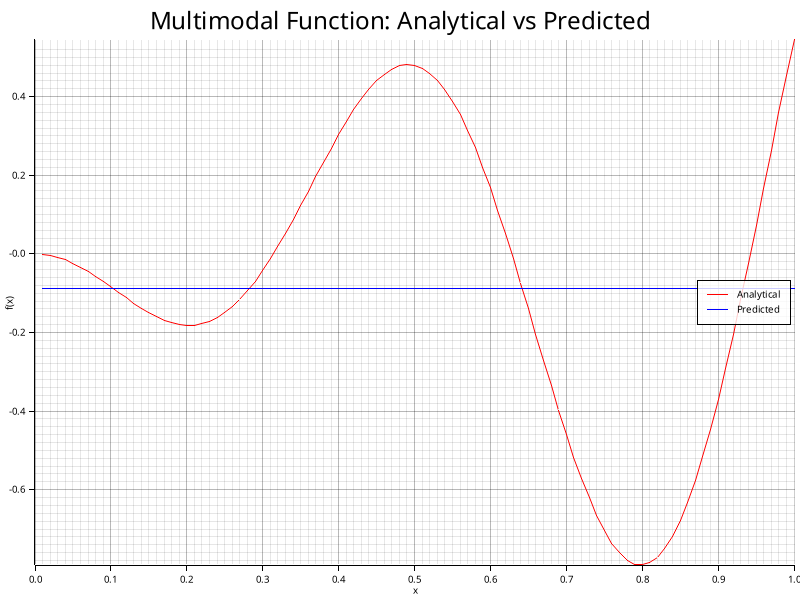 Multimodal Function: Analytical vs Predicted
f(x)
0.4
0.2
-0.0
-0.2
-0.4
-0.6
Analytical
Predicted
0.0 0.1 0.2 0.3 0.4 0.5 0.6 0.7 0.8 0.9 1.0
x